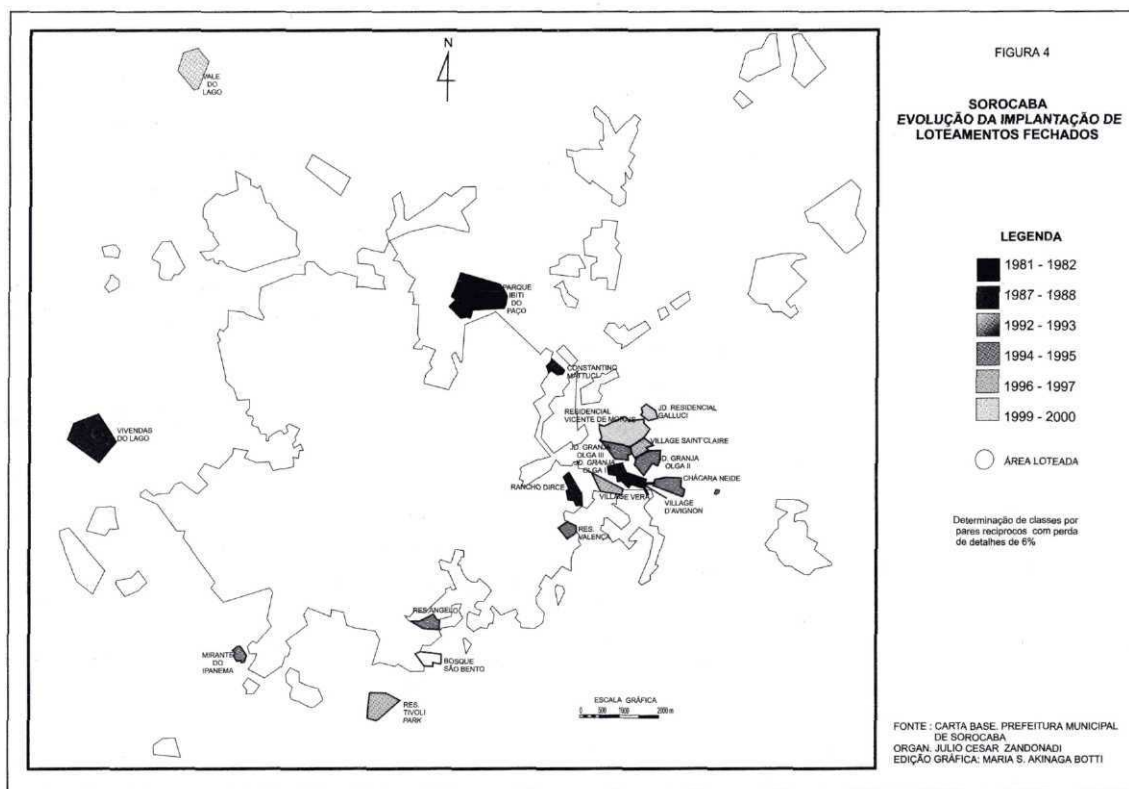 FIGURA 4
SOROCABA
EVOLUÇÃO DA IMPLANTAÇÃO DE
LOTEAMENTOS FECHADOS
LEGENDA
1981 - 1982
1987 - 1988
1992 - 1993
1994 - 1995
1996 - 1997
1999 - 2000
ÁREA LOTEADA
Determinação de classes por
pares reciprocos com perda
de detalhes de 6%
FONTE : CARTA BASE. PREFEITURA MUNICIPAL
DE SOROCABA
ORGAN. JULIO CESAR ZANDONADI
EDIÇÃO GRÁFICA: MARIA S. AKINAGA BOTTI
N
VALE
DO
LAGO
PARQUE
IBITI
DO
PAÇO
CONSTANTINO
MATTUCI
VIVENDAS
DO LAGO
RESIDENCIAL
VICENTE DE
JD. RESIDENCIAL
GALLUCI
VILLAGE SAINT'CLAIRE
JD. GRANJA
OLGA III
JD. GRANJA
OLGA I
JD. GRANJA
OLGA II
CHÁCARA NEIDE
RANCHO DIRCE
VILLAGE VERA
VILLAGE
D'AVIGNON
RES.
VALENÇA
RES.ANGELO
MIRANTE
DO
IPANEMA
BOSQUE
SÃO BENTO
RES.
TIVOLI
PARK
ESCALA GRÁFICA
0 500 1000 2000 m